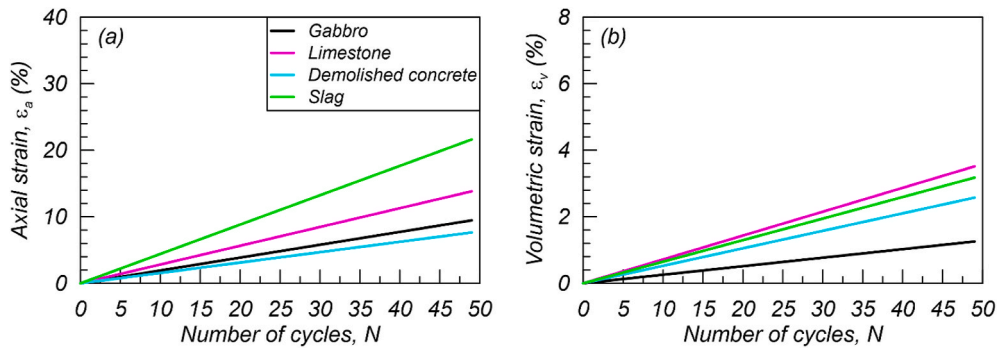 (a)
Gabbro
Limestone
Demolished concrete
Slag
40
30
20
10
0
Axial strain, εa (%)
0 5 10 15 20 25 30 35 40 45 50
Number of cycles, N
(b)
8
6
4
2
0
Volumetric strain, εv (%)
0 5 10 15 20 25 30 35 40 45 50
Number of cycles, N